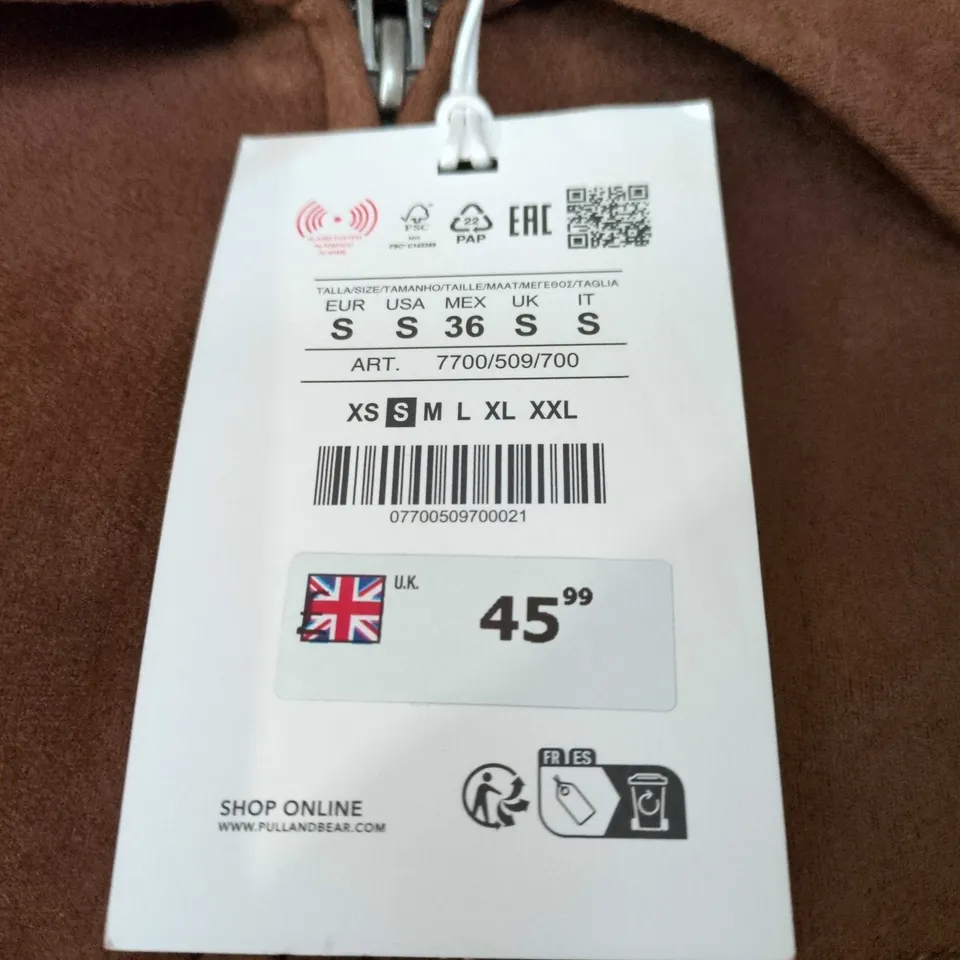 FSC
22
PAP
EAC
TALLA/SIZE/TAMANHO/TAILLE/MAAT/ΜΕΓΕΘΟΣ/TAGLIA
EUR USA MEX UK IT
S S 36 S S
ART. 7700/509/700
XS S M L XL XXL
07700509700021
U.K.
£
45 99
FR ES
SHOP ONLINE
WWW.PULLANDBEAR.COM